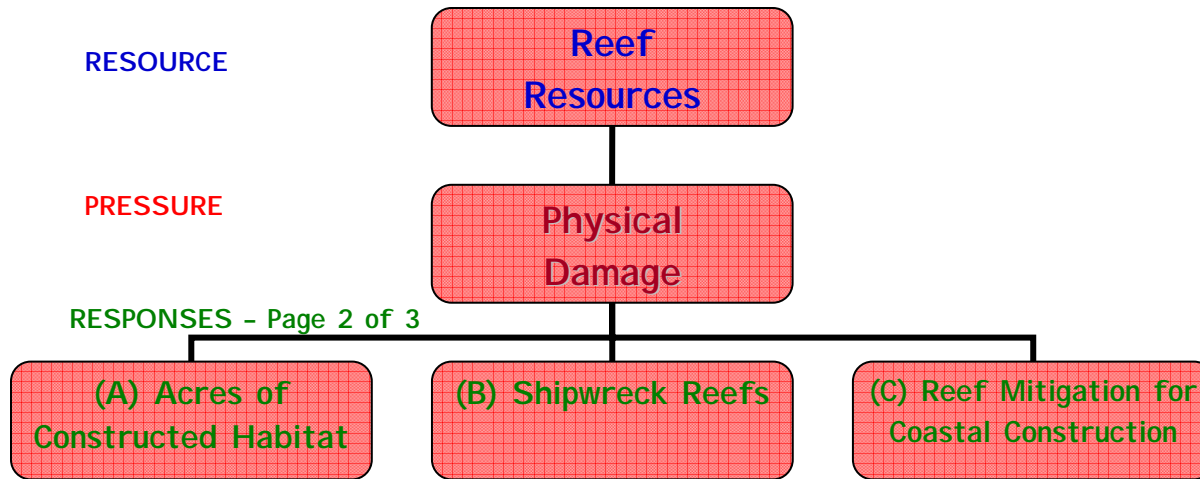 RESOURCE
Reef
Resources
PRESSURE
Physical
Damage
RESPONSES – Page 2 of 3
(A) Acres of
Constructed Habitat
(B) Shipwreck Reefs
(C) Reef Mitigation for
Coastal Construction